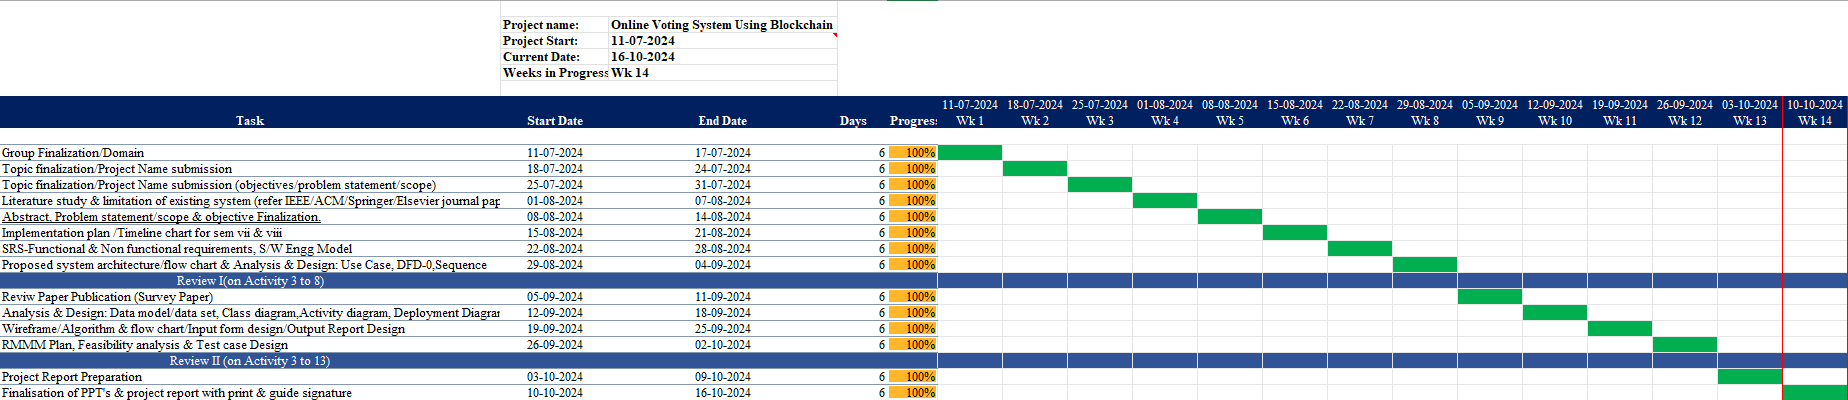 Project name: Online Voting System Using Blockchain
Project Start: 11-07-2024
Current Date: 16-10-2024
Weeks in Progress Wk 14
11-07-2024 18-07-2024 25-07-2024 01-08-2024 08-08-2024 15-08-2024 22-08-2024 29-08-2024 05-09-2024 12-09-2024 19-09-2024 26-09-2024 03-10-2024 10-10-2024
Task Start Date End Date Days Progress Wk 1 Wk 2 Wk 3 Wk 4 Wk 5 Wk 6 Wk 7 Wk 8 Wk 9 Wk 10 Wk 11 Wk 12 Wk 13 Wk 14
Group Finalization/Domain 11-07-2024 17-07-2024 6 100%
Topic finalization/Project Name submission 18-07-2024 24-07-2024 6 100%
Topic finalization/Project Name submission (objectives/problem statement/scope) 25-07-2024 31-07-2024 6 100%
Literature study & limitation of existing system (refer IEEE/ACM/Springer/Elsevier journal pap 01-08-2024 07-08-2024 6 100%
Abstract, Problem statement/scope & objective Finalization. 08-08-2024 14-08-2024 6 100%
Implementation plan /Timeline chart for sem vii & viii 15-08-2024 21-08-2024 6 100%
SRS-Functional & Non functional requirements, S/W Engg Model 22-08-2024 28-08-2024 6 100%
Proposed system architecture/flow chart & Analysis & Design: Use Case, DFD-0,Sequence 29-08-2024 04-09-2024 6 100%
Review I(on Activity 3 to 8)
Reviw Paper Publication (Survey Paper) 05-09-2024 11-09-2024 6 100%
Analysis & Design: Data model/data set, Class diagram,Activity diagram, Deployment Diagrar 12-09-2024 18-09-2024 6 100%
Wireframe/Algorithm & flow chart/Input form design/Output Report Design 19-09-2024 25-09-2024 6 100%
RMMM Plan, Feasibility analysis & Test case Design 26-09-2024 02-10-2024 6 100%
Review II (on Activity 3 to 13)
Project Report Preparation 03-10-2024 09-10-2024 6 100%
Finalisation of PPT's & project report with print & guide signature 10-10-2024 16-10-2024 6 100%